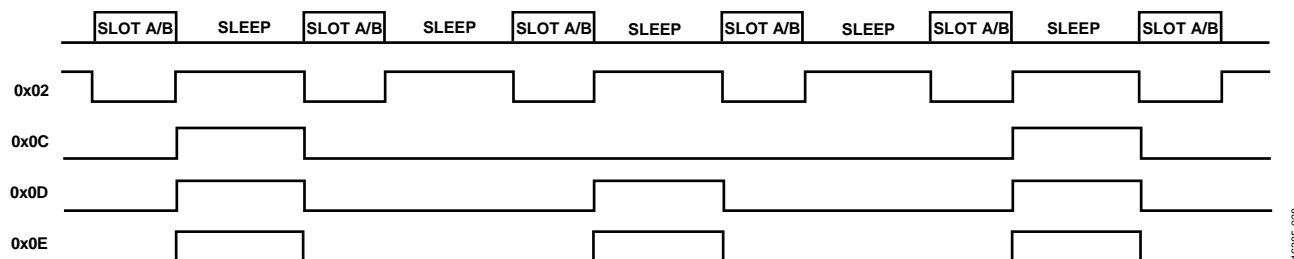 SLOT A/B SLEEP SLOT A/B SLEEP SLOT A/B SLEEP SLOT A/B SLEEP SLOT A/B SLEEP SLOT A/B
0x02
0x0C
0x0D
0x0E